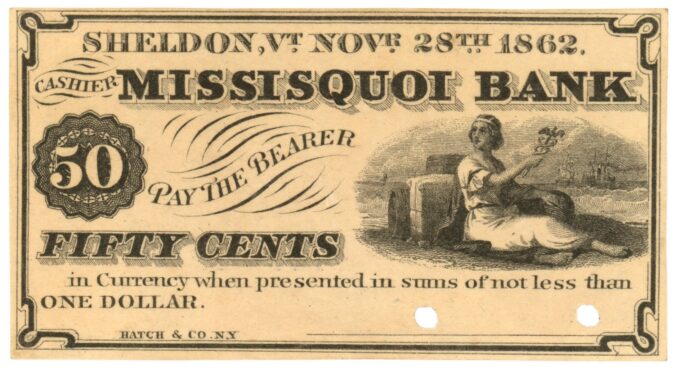 SHELDON, VT. NOVR. 28TH 1862.
CASHIER MISSISQUOI BANK
50
PAY THE BEARER
FIFTY CENTS
in Currency when presented in sums of not less than
ONE DOLLAR.
HATCH & CO. N.Y